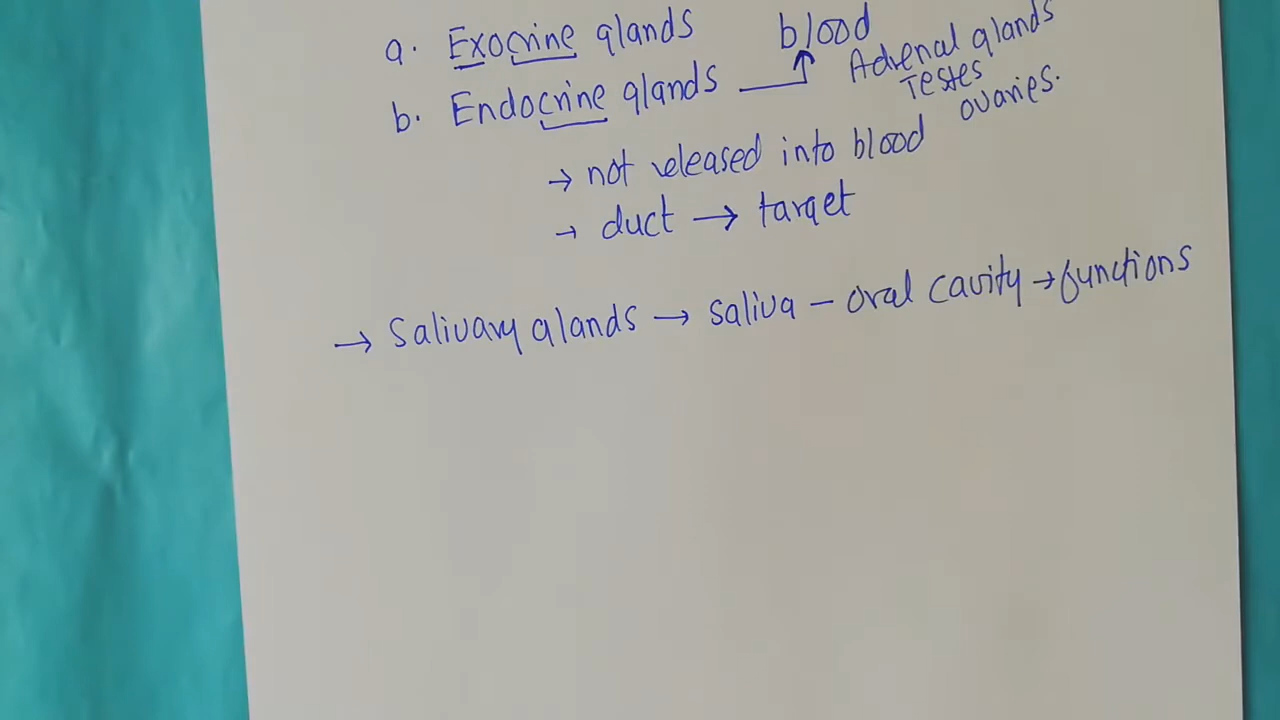 a. Exocrine glands
b. Endocrine glands → blood
Adrenal glands
Testes
ovaries.
→ not released into blood
→ duct → target
→ Salivary glands → saliva - oral cavity → functions